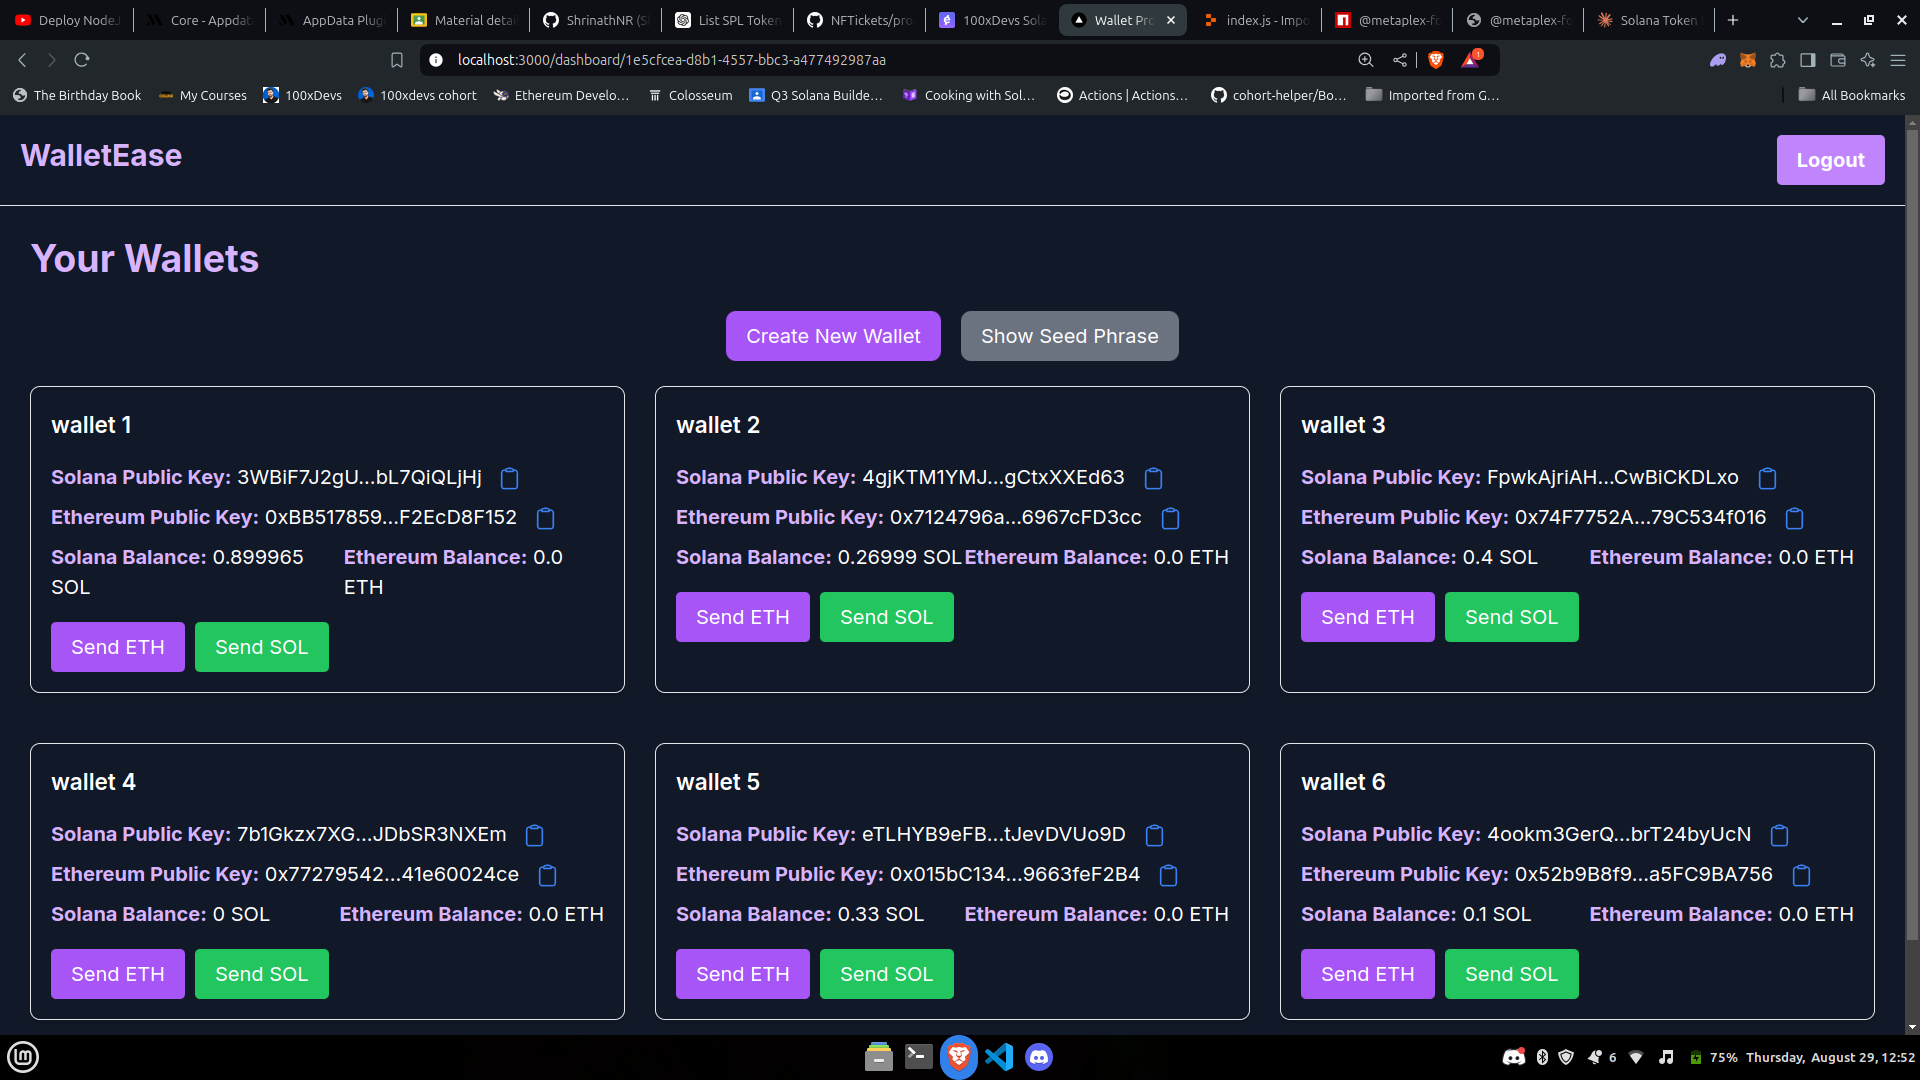 Deploy NodeJ
Core - Appdat
AppData Plug
Material detail
ShrinathNR (S
List SPL Token
NFTickets/pro
100xDevs Sola
Wallet Pro
index.js - Impo
@metaplex-fo
@metaplex-fo
Solana Token
localhost:3000/dashboard/1e5cfcea-d8b1-4557-bbc3-a477492987aa
1
The Birthday Book
My Courses
100xDevs
100xdevs cohort
Ethereum Develo...
Colosseum
Q3 Solana Builde...
Cooking with Sol...
Actions | Actions...
cohort-helper/Bo...
Imported from G...
All Bookmarks
WalletEase
Logout
Your Wallets
Create New Wallet
Show Seed Phrase
wallet 1
Solana Public Key: 3WBiF7J2gU...bL7QiQLjHj
Ethereum Public Key: 0xBB517859...F2EcD8F152
Solana Balance: 0.899965 SOL
Ethereum Balance: 0.0 ETH
Send ETH
Send SOL
wallet 2
Solana Public Key: 4gjKTM1YMJ...gCtxXXEd63
Ethereum Public Key: 0x7124796a...6967cFD3cc
Solana Balance: 0.26999 SOL
Ethereum Balance: 0.0 ETH
Send ETH
Send SOL
wallet 3
Solana Public Key: FpwkAjriAH...CwBiCKDLxo
Ethereum Public Key: 0x74F7752A...79C534f016
Solana Balance: 0.4 SOL
Ethereum Balance: 0.0 ETH
Send ETH
Send SOL
wallet 4
Solana Public Key: 7b1Gkzx7XG...JDbSR3NXEm
Ethereum Public Key: 0x77279542...41e60024ce
Solana Balance: 0 SOL
Ethereum Balance: 0.0 ETH
Send ETH
Send SOL
wallet 5
Solana Public Key: eTLHYB9eFB...tJevDVUo9D
Ethereum Public Key: 0x015bC134...9663feF2B4
Solana Balance: 0.33 SOL
Ethereum Balance: 0.0 ETH
Send ETH
Send SOL
wallet 6
Solana Public Key: 4ookm3GerQ...brT24byUcN
Ethereum Public Key: 0x52b9B8f9...a5FC9BA756
Solana Balance: 0.1 SOL
Ethereum Balance: 0.0 ETH
Send ETH
Send SOL
6
75%
Thursday, August 29, 12:52